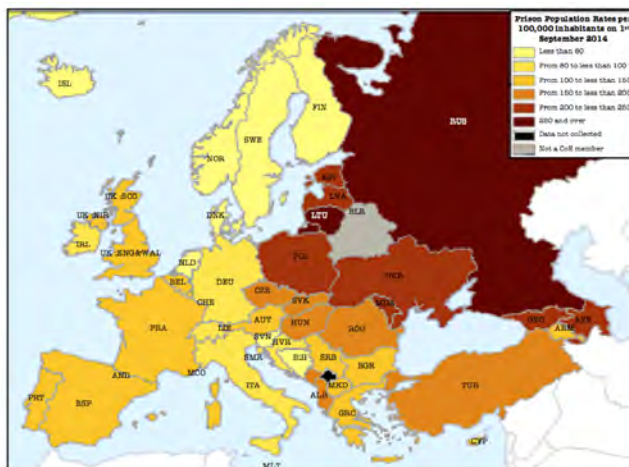 Prison Population Rates per
100,000 inhabitants on 1st
September 2014
Less than 60
From 60 to less than 100
From 100 to less than 150
From 150 to less than 200
From 200 to less than 250
250 and over
Data not collected
Not a CoE member
ISL
FIN
RUS
SWE
NOR
UK:SCO
LVA
DNK
LTU
BLR
UK:NIR
IRL
UK:ENG&WAL
NLD
POL
BEL
DEU
UKR
CZE
SVK
MDA
CHE
LIE
AUT
HUN
FRA
SVN
HVR
ROU
GEO
AZE
ARM
SMR
BIH
SRB
BGR
AND
MCO
ITA
MKD
PRT
ESP
ALB
TUR
GRC
CYP
MLT